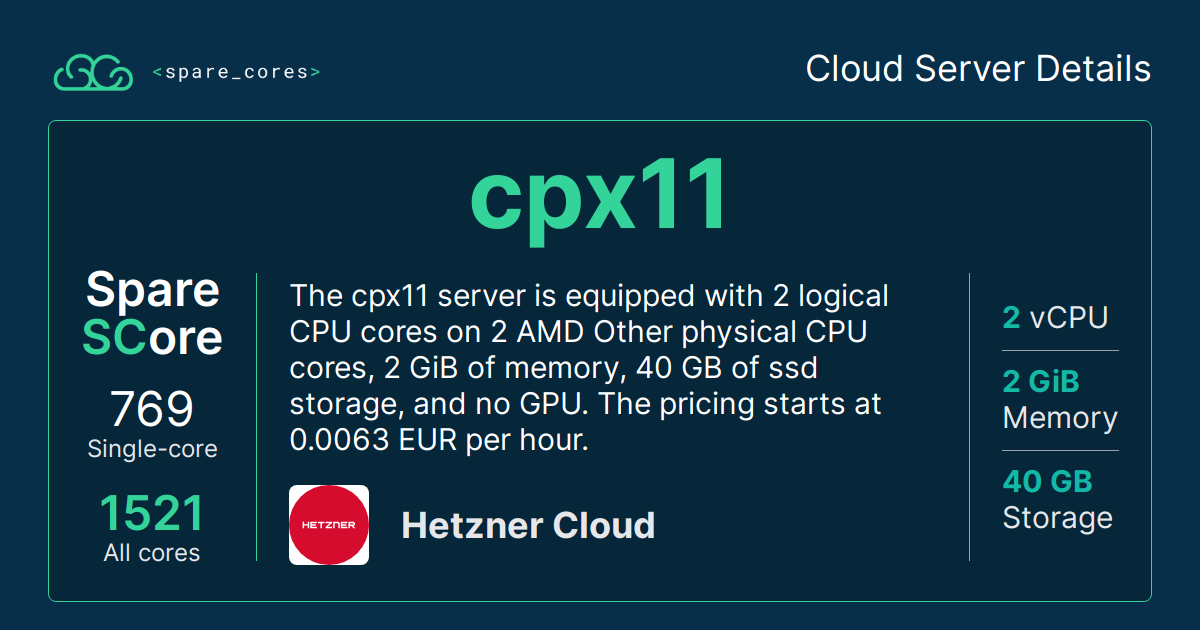 <spare_cores>
Cloud Server Details
cpx11
Spare
SCore
769
Single-core
1521
All cores
The cpx11 server is equipped with 2 logical
CPU cores on 2 AMD Other physical CPU
cores, 2 GiB of memory, 40 GB of ssd
storage, and no GPU. The pricing starts at
0.0063 EUR per hour.
HETZNER
Hetzner Cloud
2 vCPU
2 GiB
Memory
40 GB
Storage